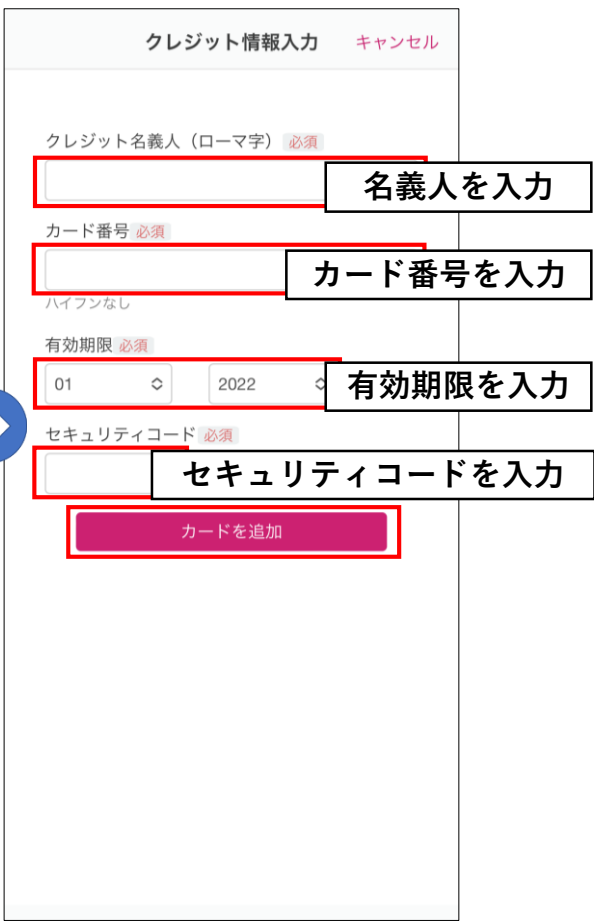 クレジット情報入力 キャンセル
クレジット名義人（ローマ字） 必須
名義人を入力
カード番号 必須
カード番号を入力
ハイフンなし
有効期限 必須
01 2022
有効期限を入力
セキュリティコード 必須
セキュリティコードを入力
カードを追加